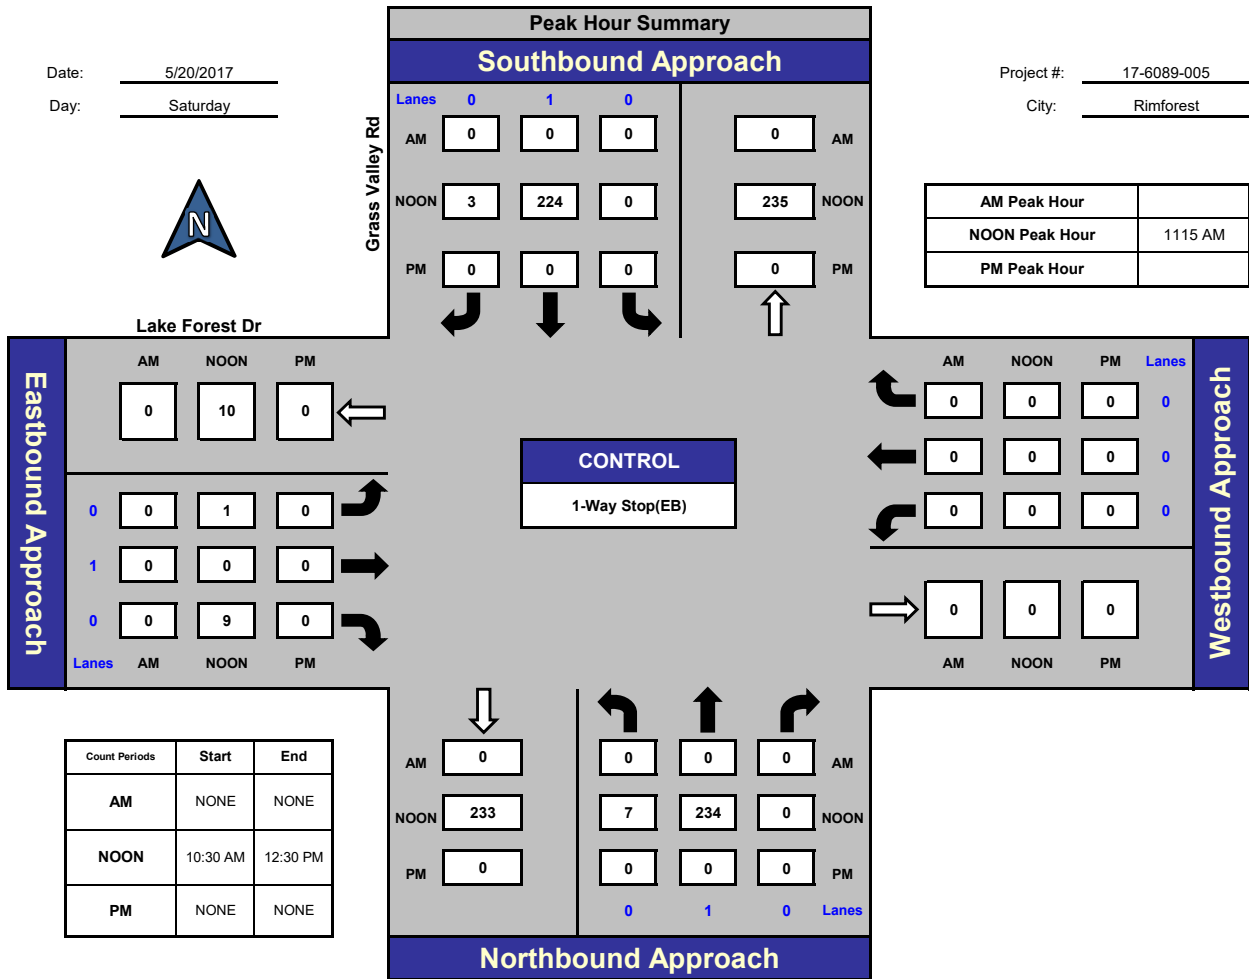 Peak Hour Summary
Southbound Approach
Date: 5/20/2017
Day: Saturday
Project #: 17-6089-005
City: Rimforest
Grass Valley Rd
Lanes 0 1 0
AM 0 0 0 0 AM
NOON 3 224 0 235 NOON
PM 0 0 0 0 PM
N
AM Peak Hour
NOON Peak Hour 1115 AM
PM Peak Hour
Lake Forest Dr
Eastbound Approach
AM NOON PM
0 10 0
0 0 1 0
1 0 0 0
0 0 9 0
Lanes AM NOON PM
CONTROL
1-Way Stop(EB)
AM NOON PM Lanes
0 0 0 0
0 0 0 0
0 0 0 0
0 0 0
AM NOON PM
Westbound Approach
Count Periods Start End
AM NONE NONE
NOON 10:30 AM 12:30 PM
PM NONE NONE
AM 0 0 0 0 AM
NOON 233 7 234 0 NOON
PM 0 0 0 0 PM
0 1 0 Lanes
Northbound Approach